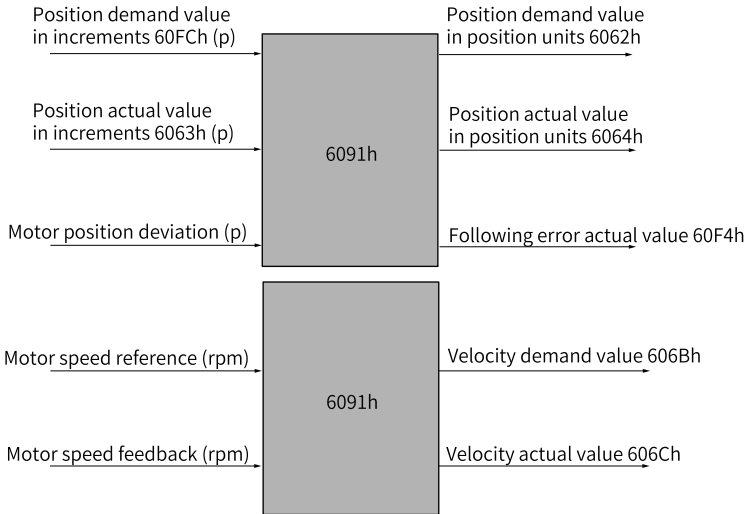 Position demand value
in increments 60FCh (p)
Position demand value
in position units 6062h
Position actual value
in increments 6063h (p)
Position actual value
in position units 6064h
6091h
Motor position deviation (p)
Following error actual value 60F4h
Motor speed reference (rpm)
Velocity demand value 606Bh
6091h
Motor speed feedback (rpm)
Velocity actual value 606Ch